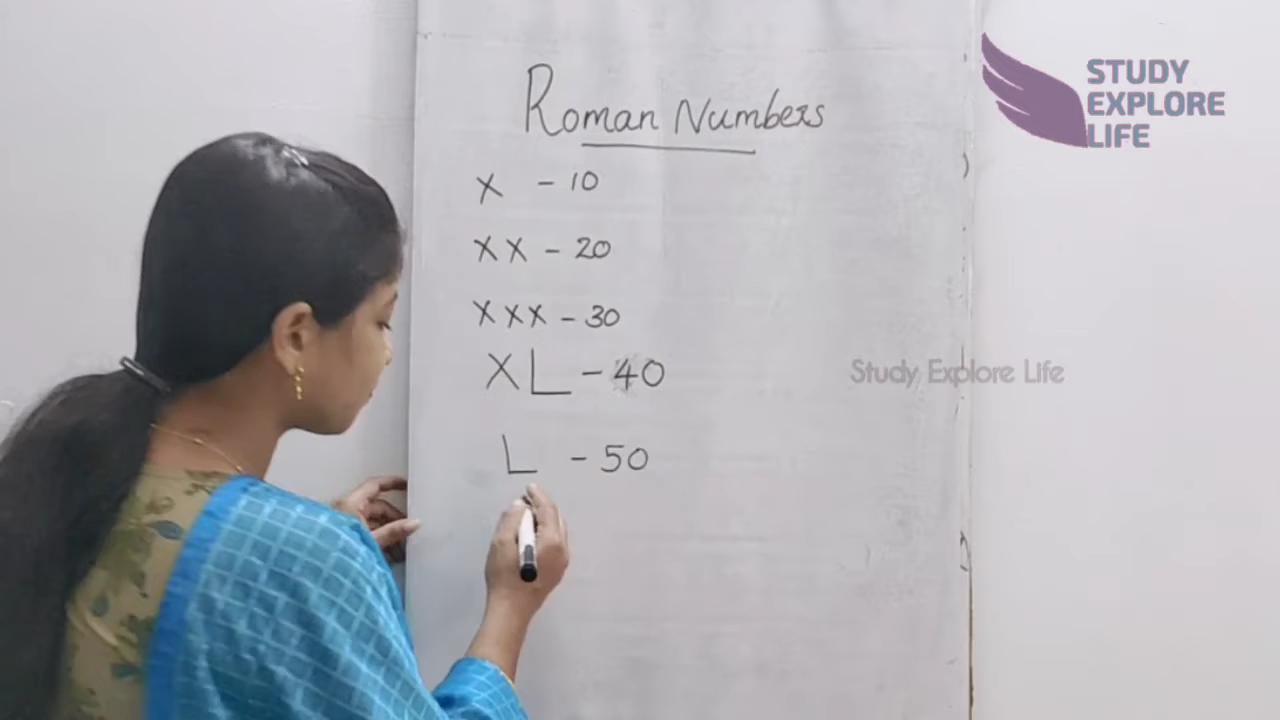 Roman Numbers
X - 10
XX - 20
XXX - 30
XL - 40
L - 50
STUDY
EXPLORE
LIFE
Study Explore Life